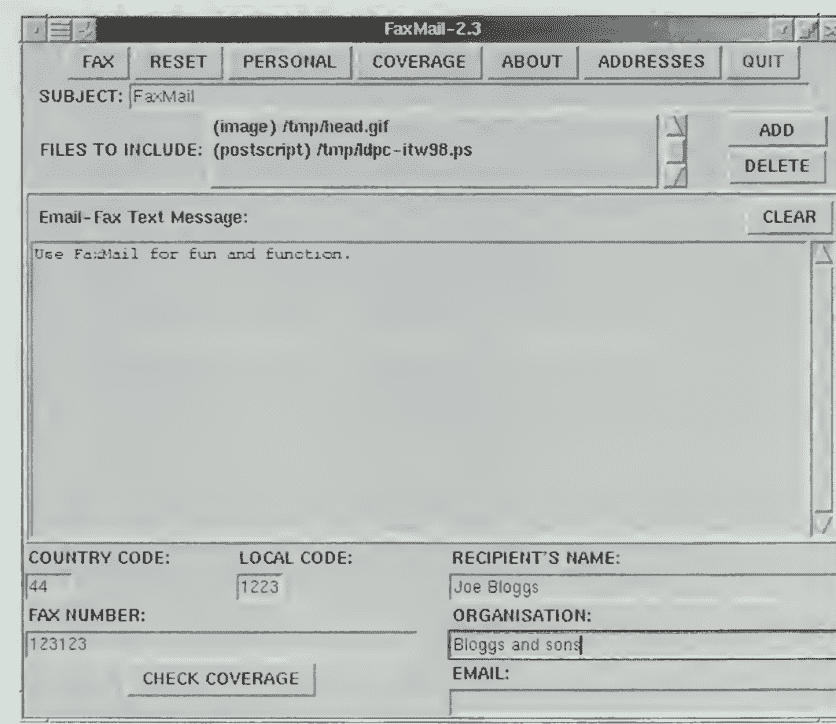 FaxMail-2.3
FAX RESET PERSONAL COVERAGE ABOUT ADDRESSES QUIT
SUBJECT: FaxMail
(image) /tmp/head.gif
FILES TO INCLUDE: (postscript) /tmp/ldpc-itw98.ps
ADD
DELETE
Email-Fax Text Message:
CLEAR
Use FaxMail for fun and function.
COUNTRY CODE: LOCAL CODE: RECIPIENT'S NAME:
44 1223 Joe Bloggs
FAX NUMBER: ORGANISATION:
123123 Bloggs and sons
CHECK COVERAGE EMAIL: